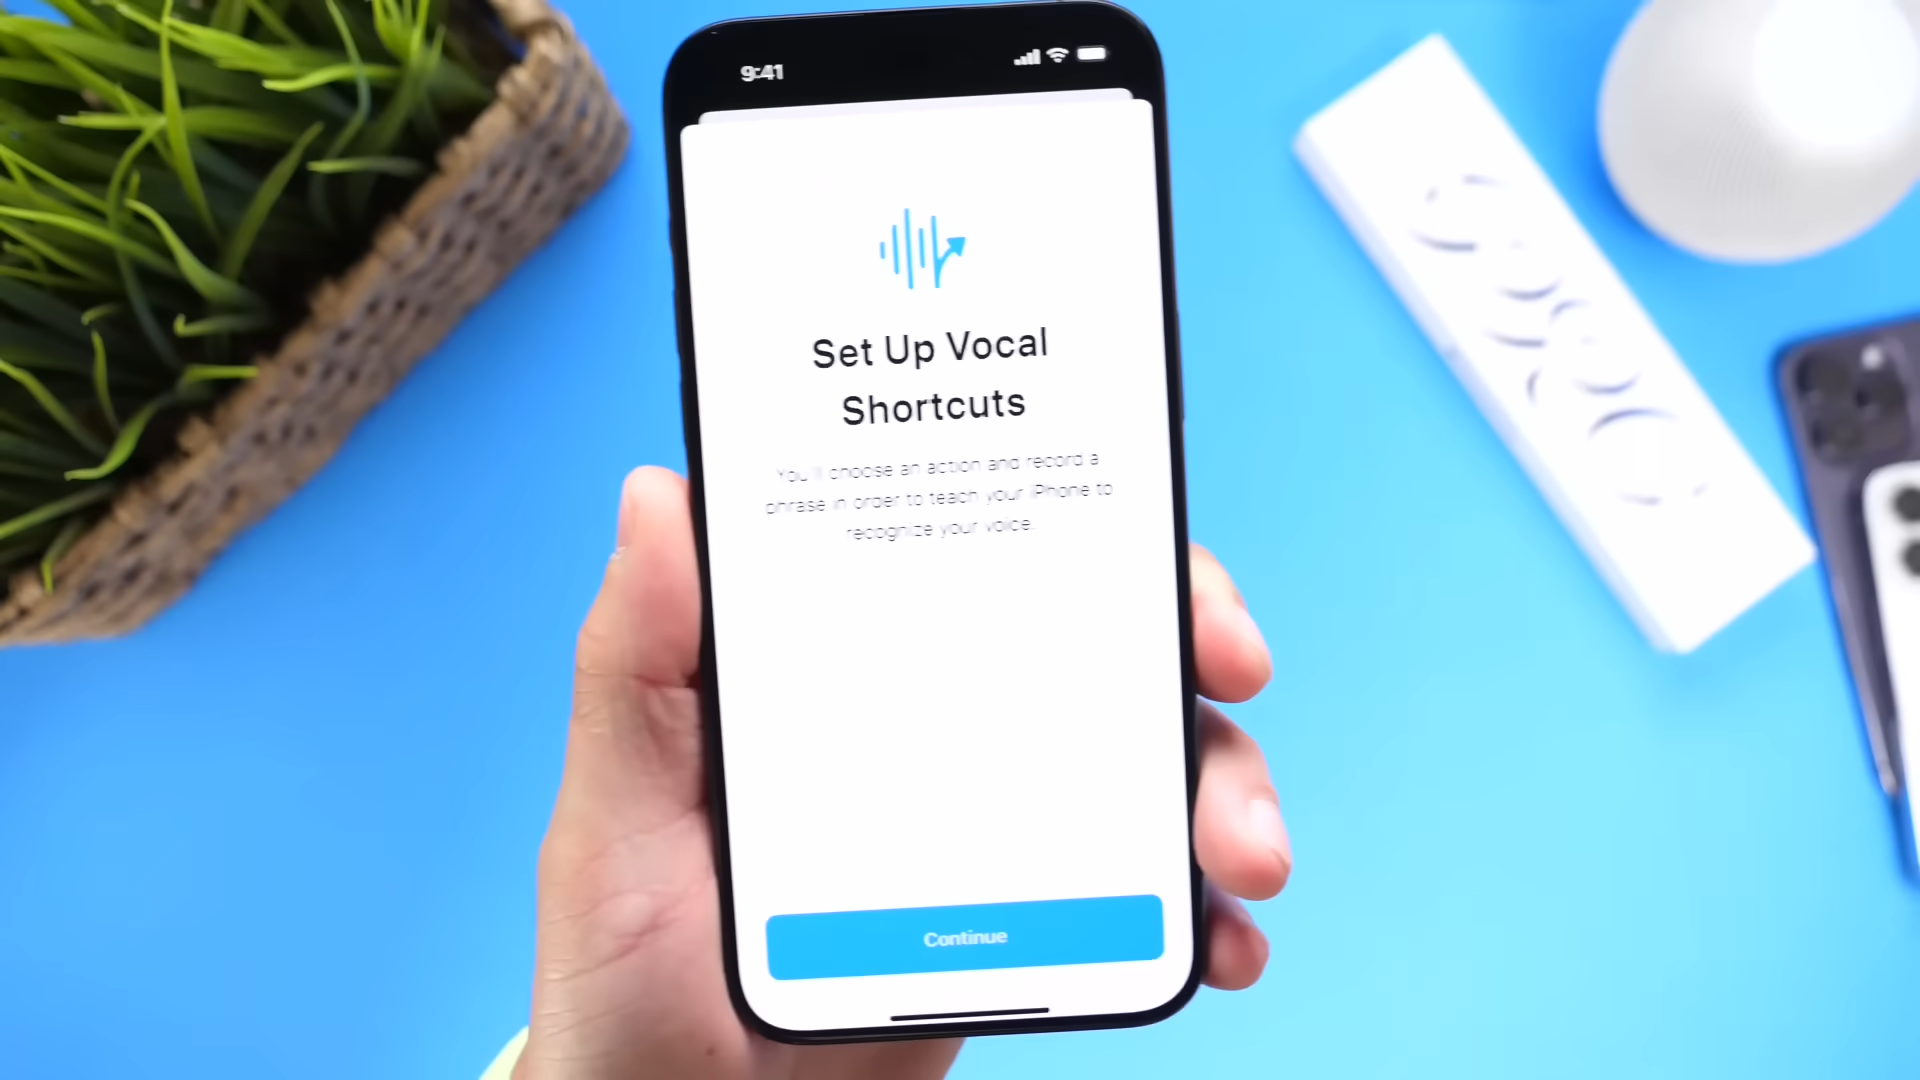 9:41
Set Up Vocal
Shortcuts
You'll choose an action and record a
phrase in order to teach your iPhone to
recognize your voice.
Continue